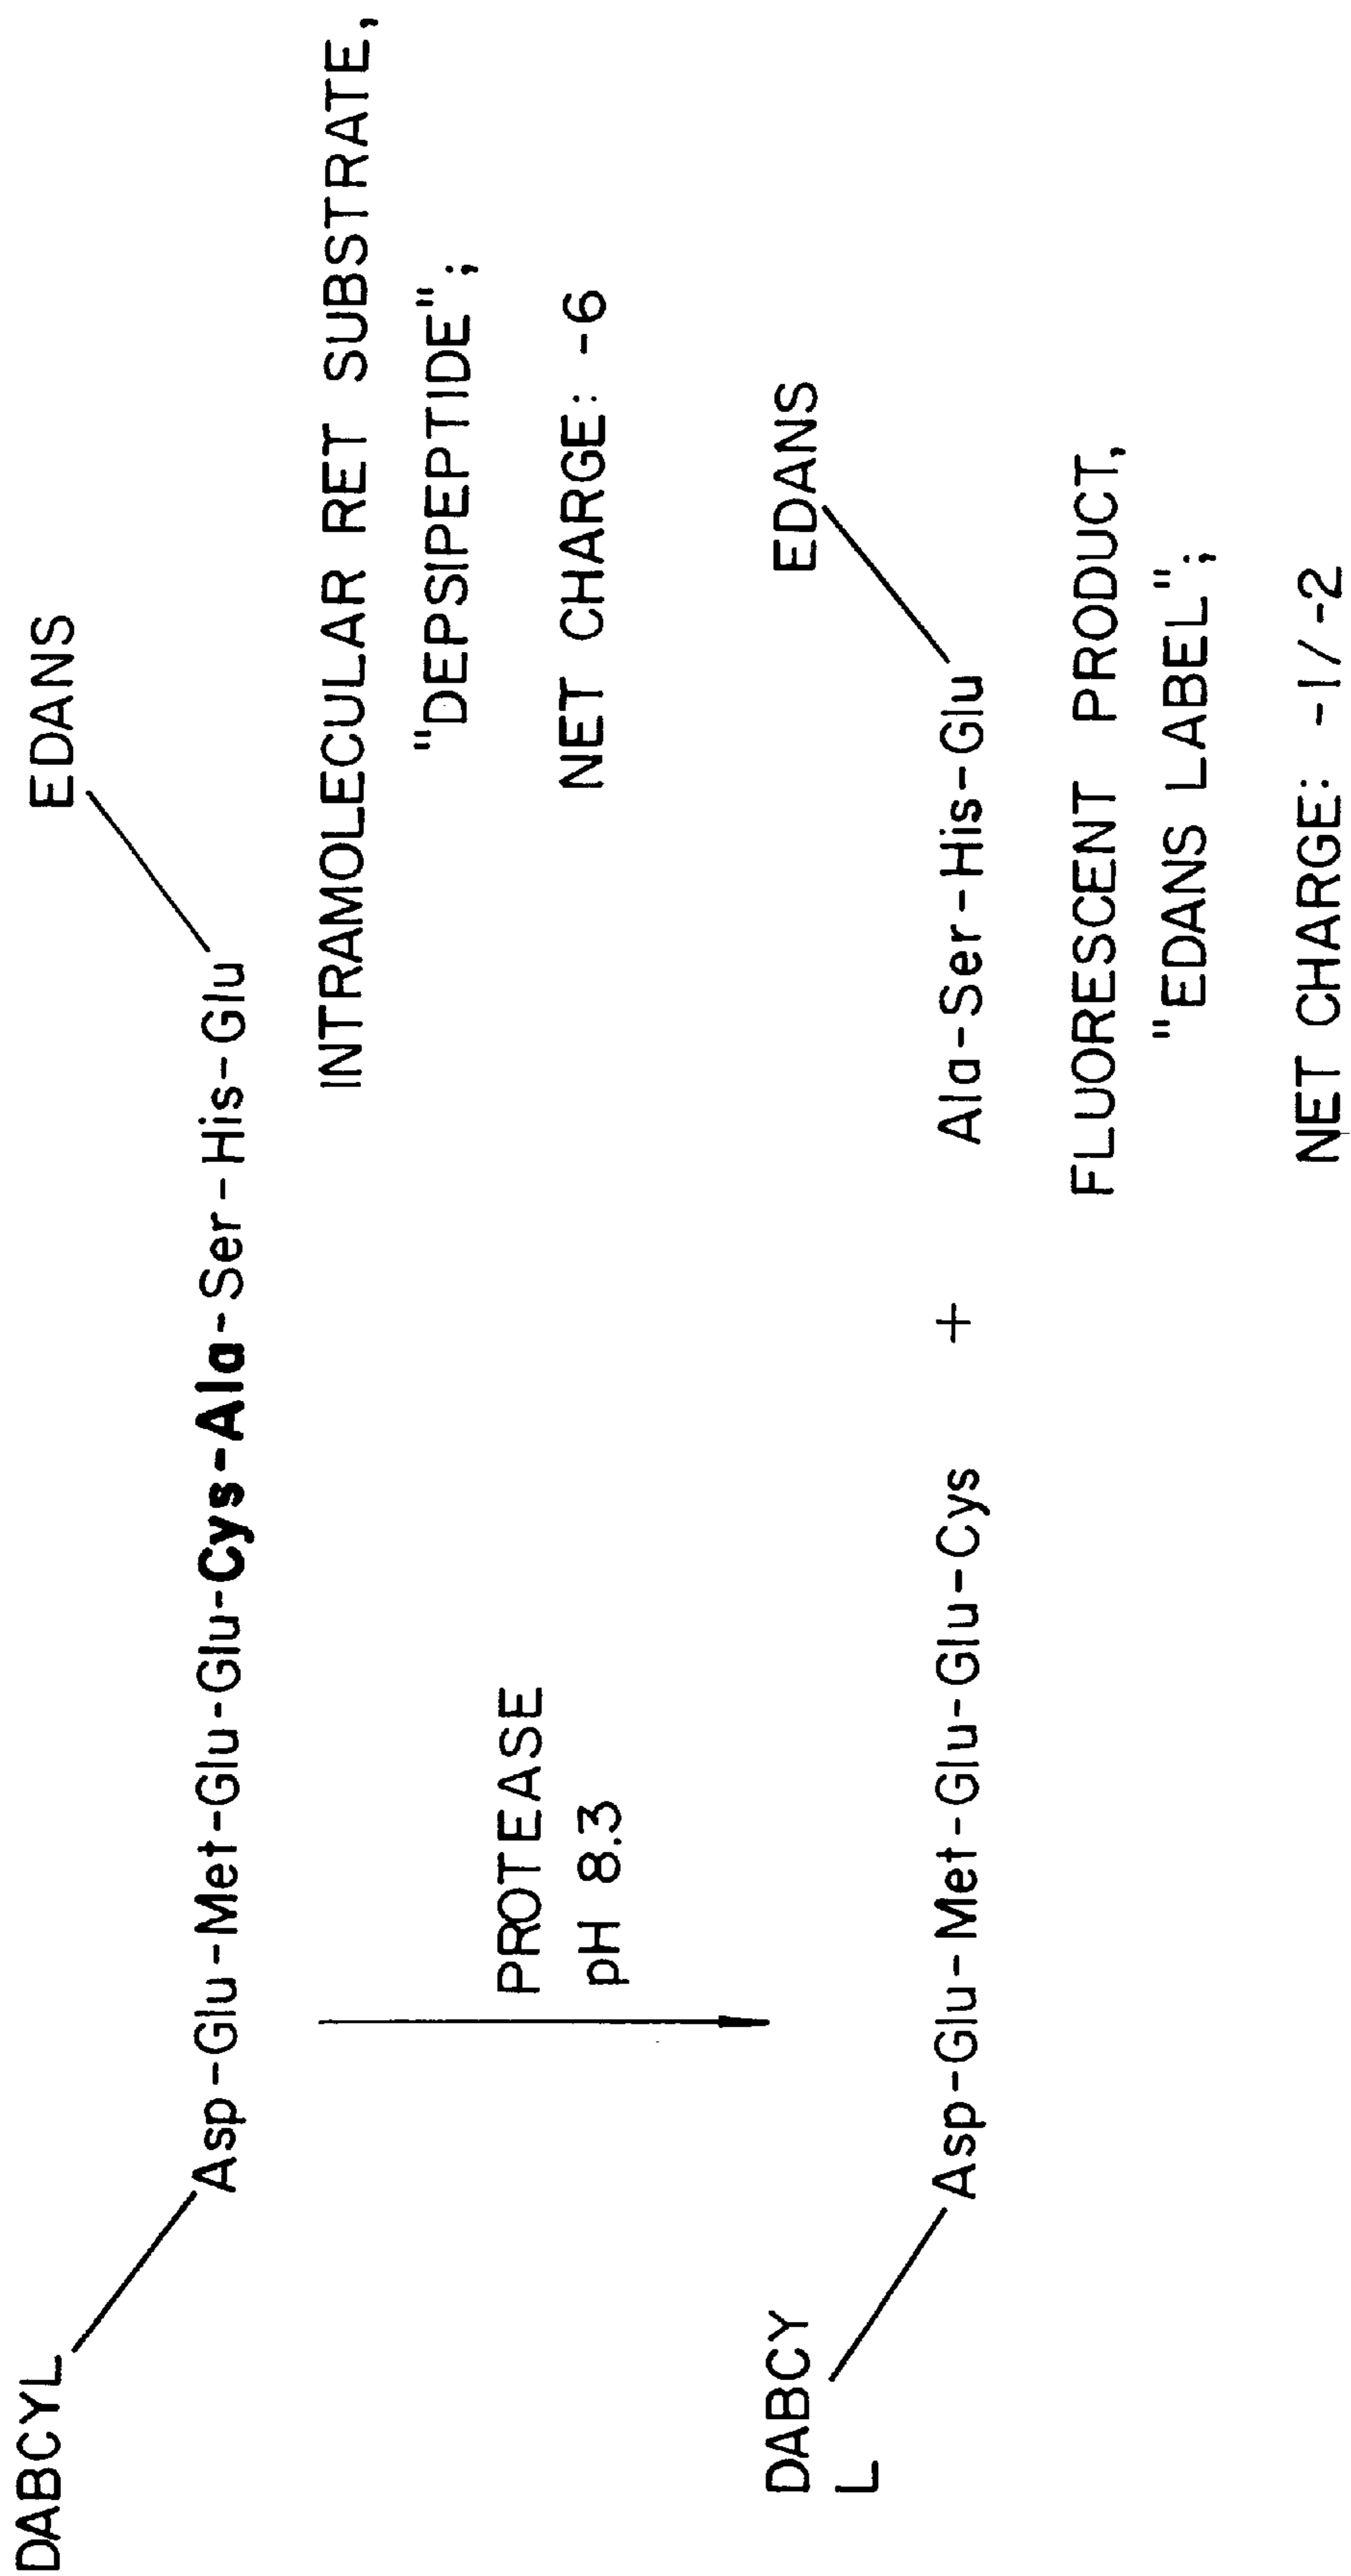 DABCYL
EDANS
Asp-Glu-Met-Glu-Glu-Cys-Ala-Ser-His-Glu
INTRAMOLECULAR RET SUBSTRATE,
"DEPSIPEPTIDE";
NET CHARGE: -6
PROTEASE
pH 8.3
DABCY
L
EDANS
Asp-Glu-Met-Glu-Glu-Cys + Ala-Ser-His-Glu
FLUORESCENT PRODUCT,
"EDANS LABEL";
NET CHARGE: -1/-2